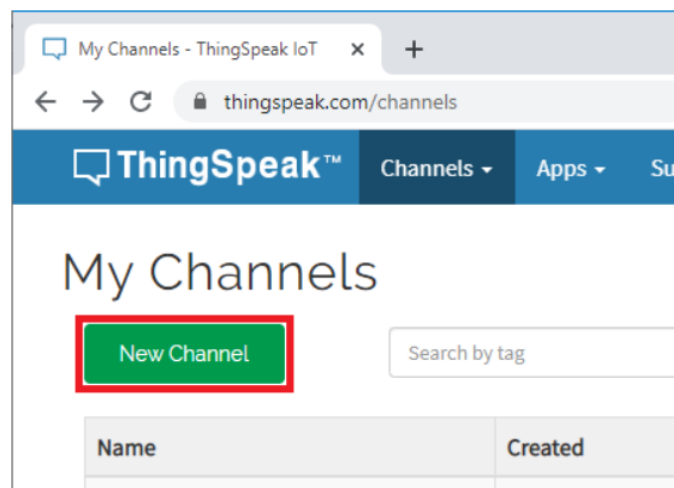 My Channels - ThingSpeak IoT
thingspeak.com/channels
ThingSpeak™ Channels Apps Su
My Channels
New Channel Search by tag
Name Created